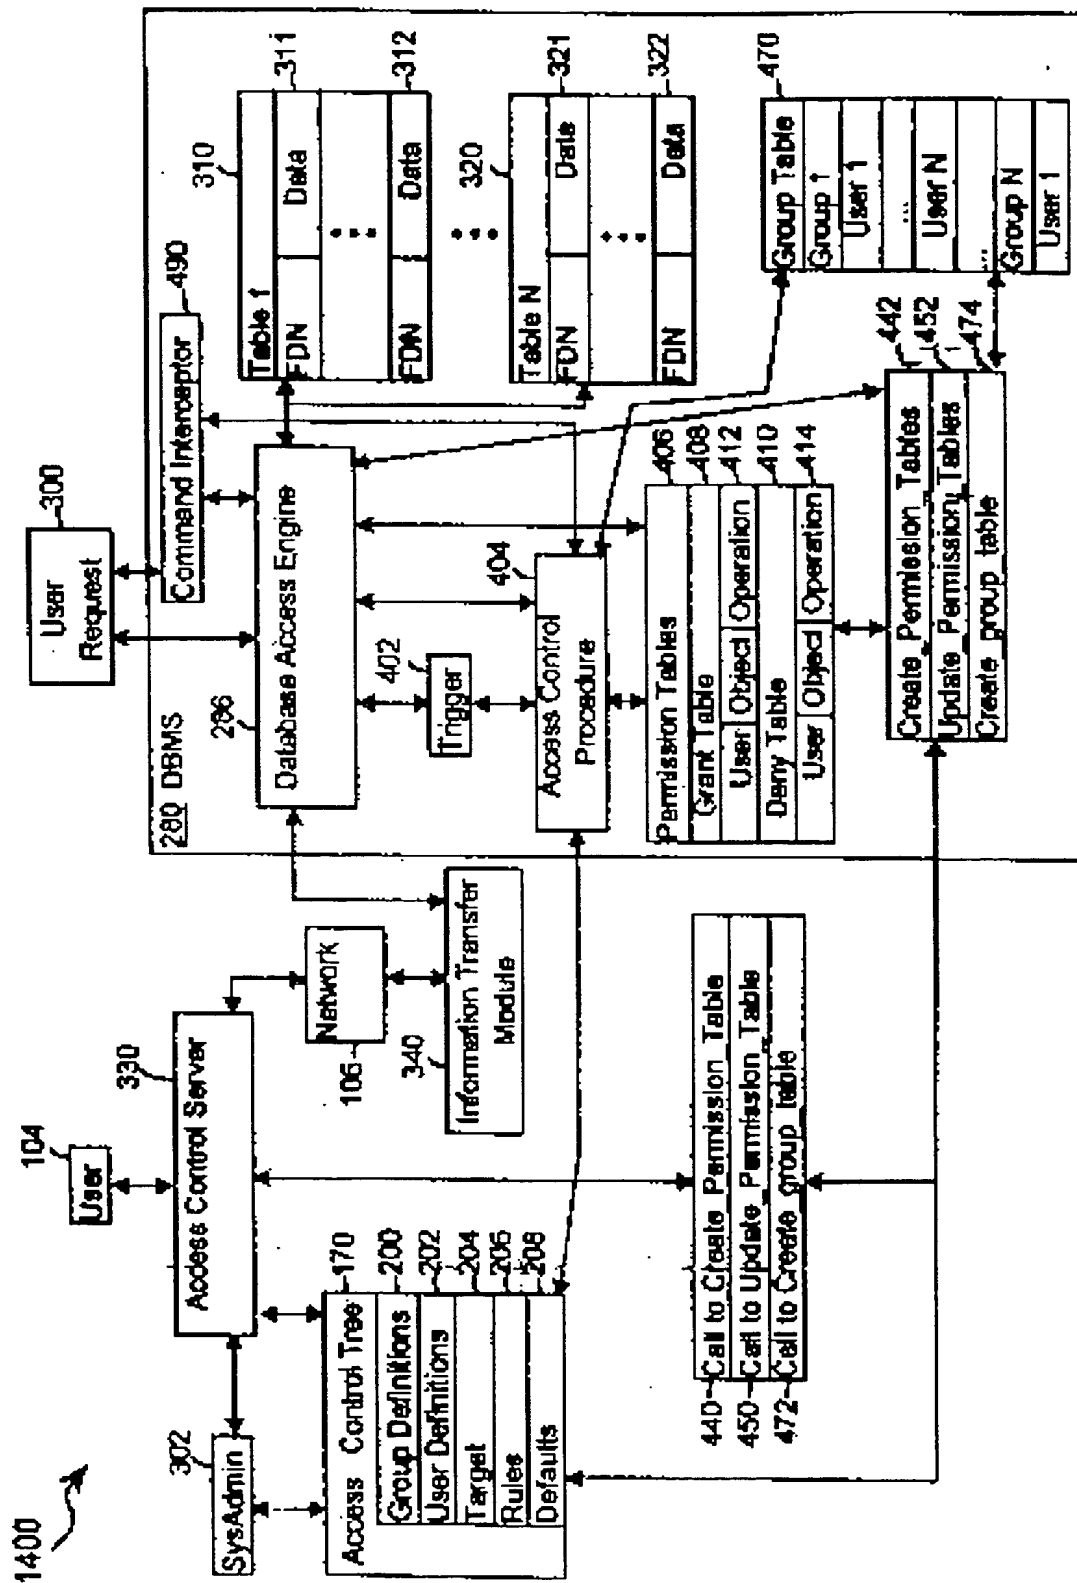 1400
SysAdmin
302
User
104
Access Control Server
330
Access Control Tree
170
Group Definitions
200
User Definitions
202
Target
204
Rules
206
Defaults
208
Network
106
Information Transfer
Module
340
440
Call to Create Permission Table
450
Call to Update Permission Table
472
Call to Create group table
User
Request
300
280 DBMS
Command Interceptor
490
Database Access Engine
286
Trigger
402
Access Control
Procedure
404
Permission Tables
406
Grant Table
408
User Object Operation
412
Deny Table
410
User Object Operation
414
Create Permission Tables
442
Update Permission Tables
452
Create group table
474
310
Table 1
FDN Data
311
FDN Data
312
320
Table N
FDN Date
321
FDN Data
322
470
Group Table
Group 1
User 1
...
User N
...
Group N
User 1